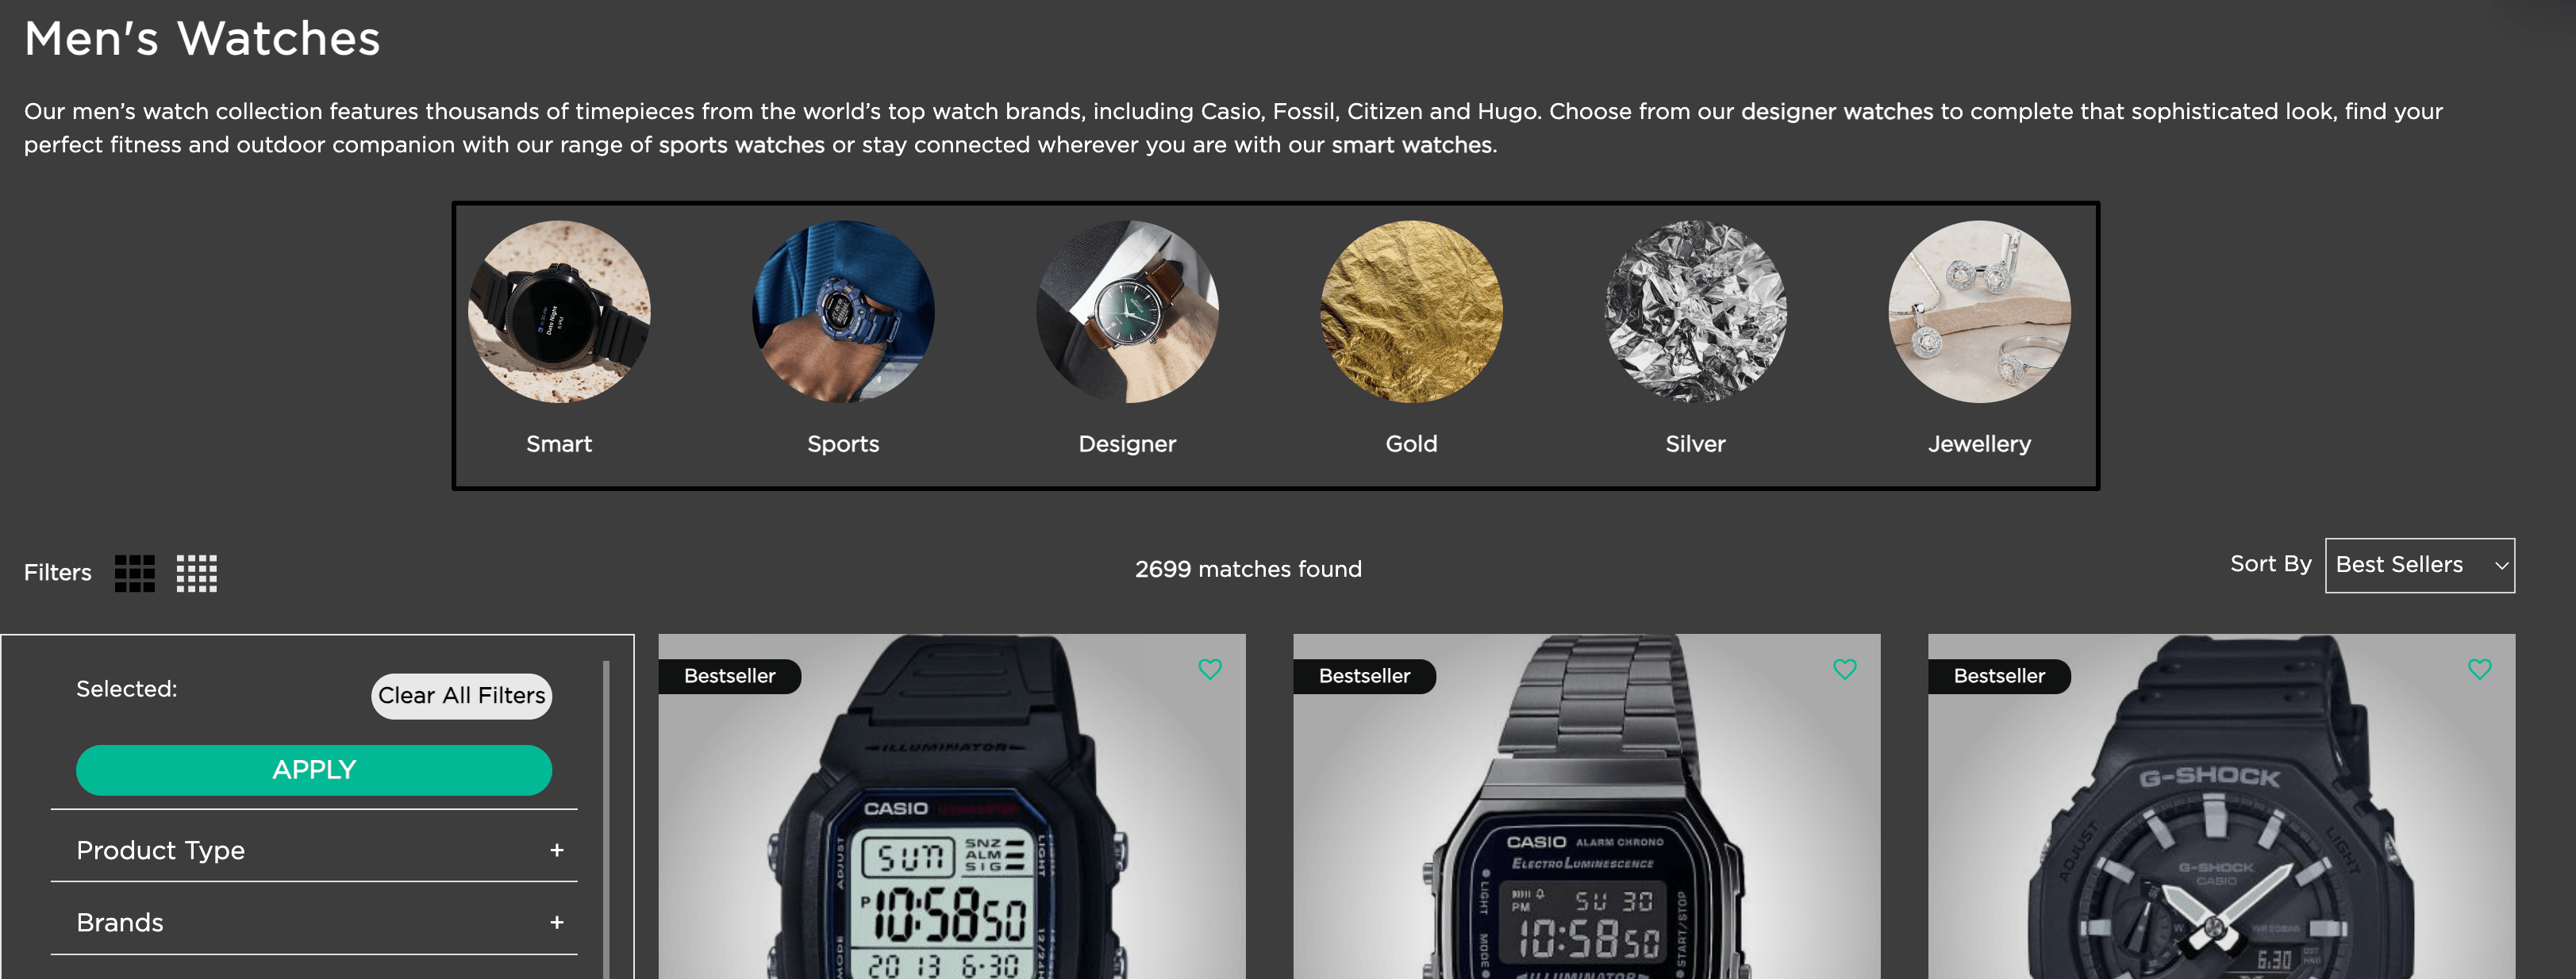 Men's Watches
Our men’s watch collection features thousands of timepieces from the world’s top watch brands, including Casio, Fossil, Citizen and Hugo. Choose from our designer watches to complete that sophisticated look, find your
perfect fitness and outdoor companion with our range of sports watches or stay connected wherever you are with our smart watches.
Smart
Sports
Designer
Gold
Silver
Jewellery
Filters
2699 matches found
Sort By
Best Sellers
Selected:
Clear All Filters
APPLY
Product Type +
Brands +
Bestseller
ILLUMINATOR
CASIO
ADJUST
LIGHT
SUN
SNZ
ALM
SIG
P 10:58 50
MODE
12/24H
2013 6-30
Bestseller
CASIO ALARM CHRONO
ELECTRO LUMINESCENCE
LIGHT
PM
SU 30
10:58 50
MODE
START/STOP
ILLUMINATOR
Bestseller
G-SHOCK
ADJUST
LIGHT
G-SHOCK
CASIO
WR20BAR
6:30